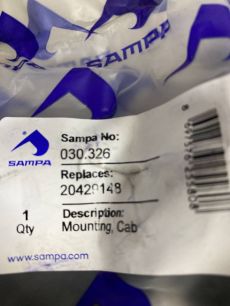 SAMPA
SAMPA
Sampa No:
030.326
Replaces:
20429148
1
Qty
Description:
Mounting, Cab
www.sampa.com